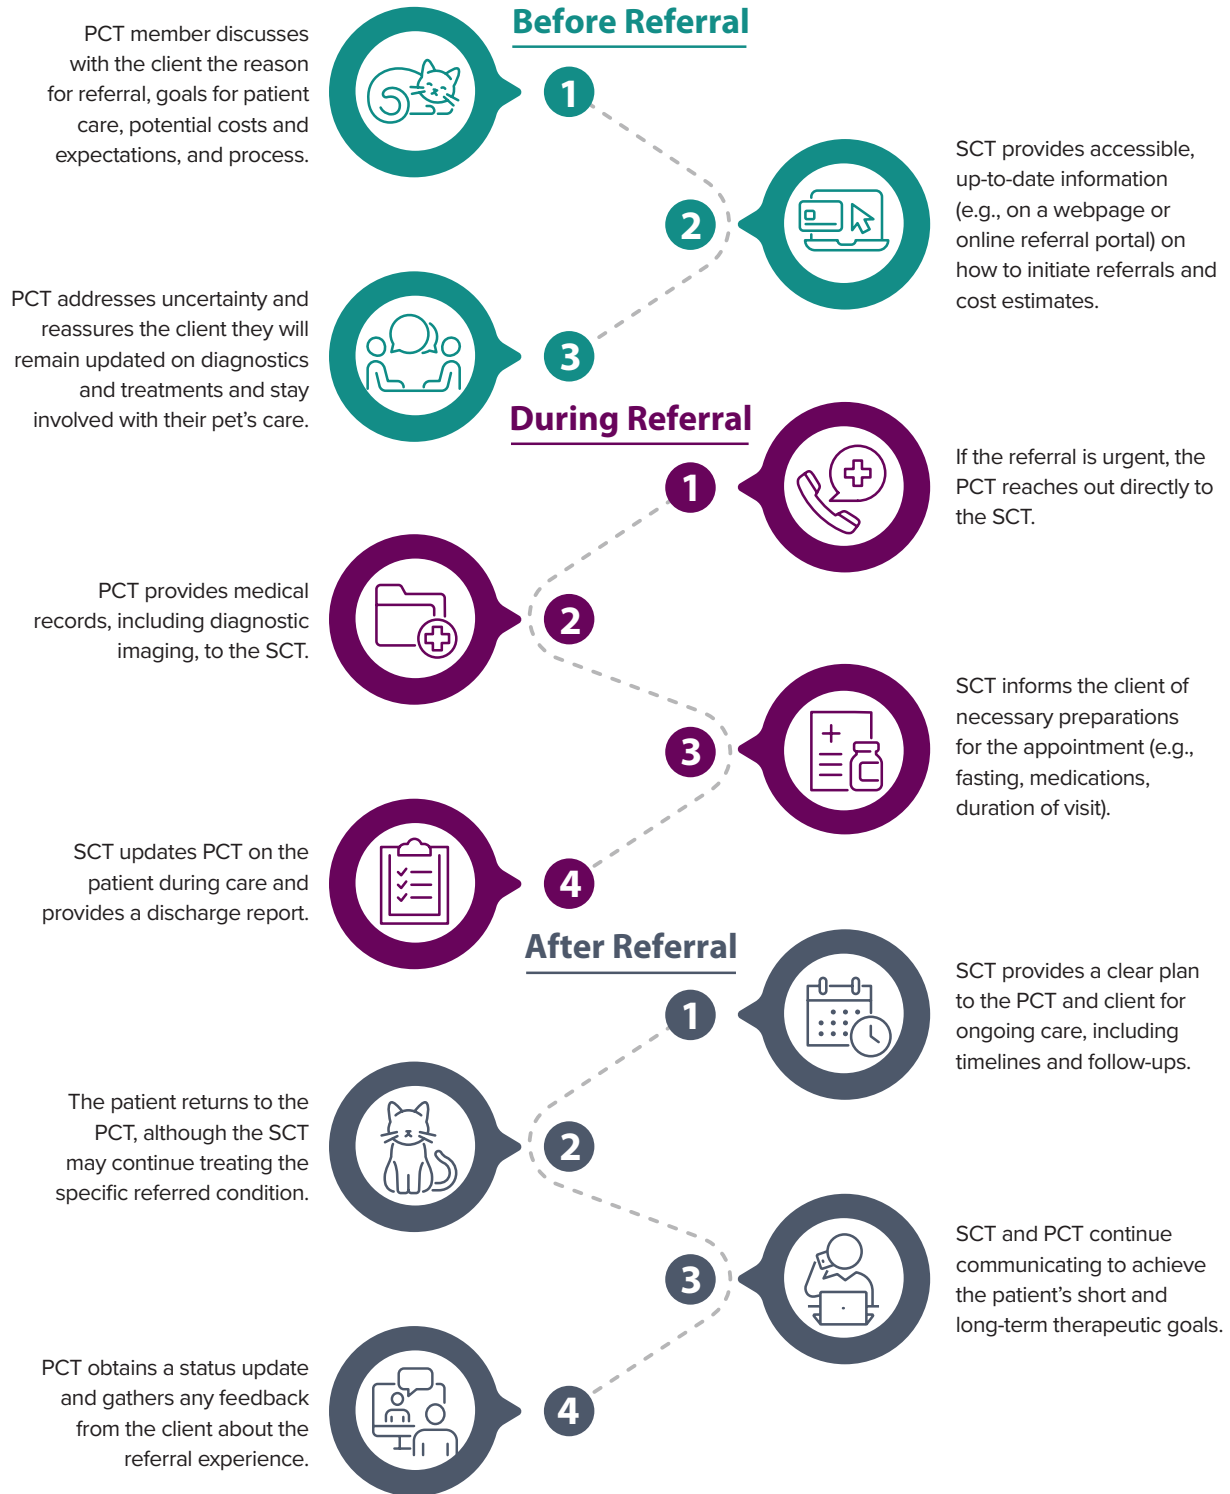 Before Referral
PCT member discusses
with the client the reason
for referral, goals for patient
care, potential costs and
expectations, and process.
1
SCT provides accessible,
up-to-date information
(e.g., on a webpage or
online referral portal) on
how to initiate referrals and
cost estimates.
2
PCT addresses uncertainty and
reassures the client they will
remain updated on diagnostics
and treatments and stay
involved with their pet’s care.
3
During Referral
1
If the referral is urgent, the
PCT reaches out directly to
the SCT.
PCT provides medical
records, including diagnostic
imaging, to the SCT.
2
3
SCT informs the client of
necessary preparations
for the appointment (e.g.,
fasting, medications,
duration of visit).
SCT updates PCT on the
patient during care and
provides a discharge report.
4
After Referral
1
SCT provides a clear plan
to the PCT and client for
ongoing care, including
timelines and follow-ups.
The patient returns to the
PCT, although the SCT
may continue treating the
specific referred condition.
2
3
SCT and PCT continue
communicating to achieve
the patient’s short and
long-term therapeutic goals.
PCT obtains a status update
and gathers any feedback
from the client about the
referral experience.
4